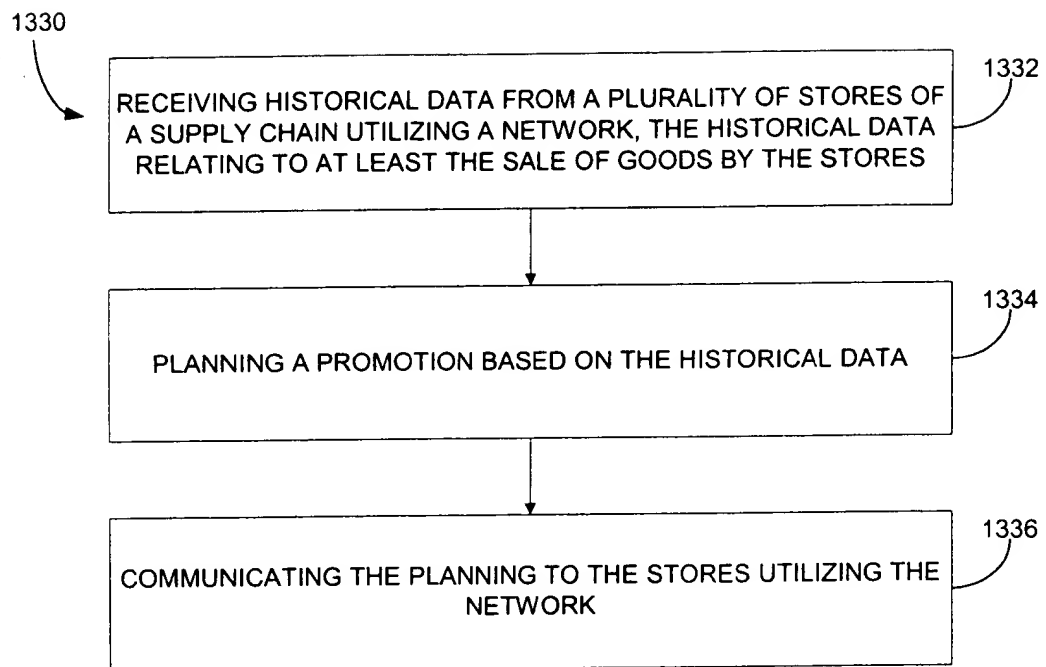 1330
1332
RECEIVING HISTORICAL DATA FROM A PLURALITY OF STORES OF
A SUPPLY CHAIN UTILIZING A NETWORK, THE HISTORICAL DATA
RELATING TO AT LEAST THE SALE OF GOODS BY THE STORES
1334
PLANNING A PROMOTION BASED ON THE HISTORICAL DATA
1336
COMMUNICATING THE PLANNING TO THE STORES UTILIZING THE
NETWORK